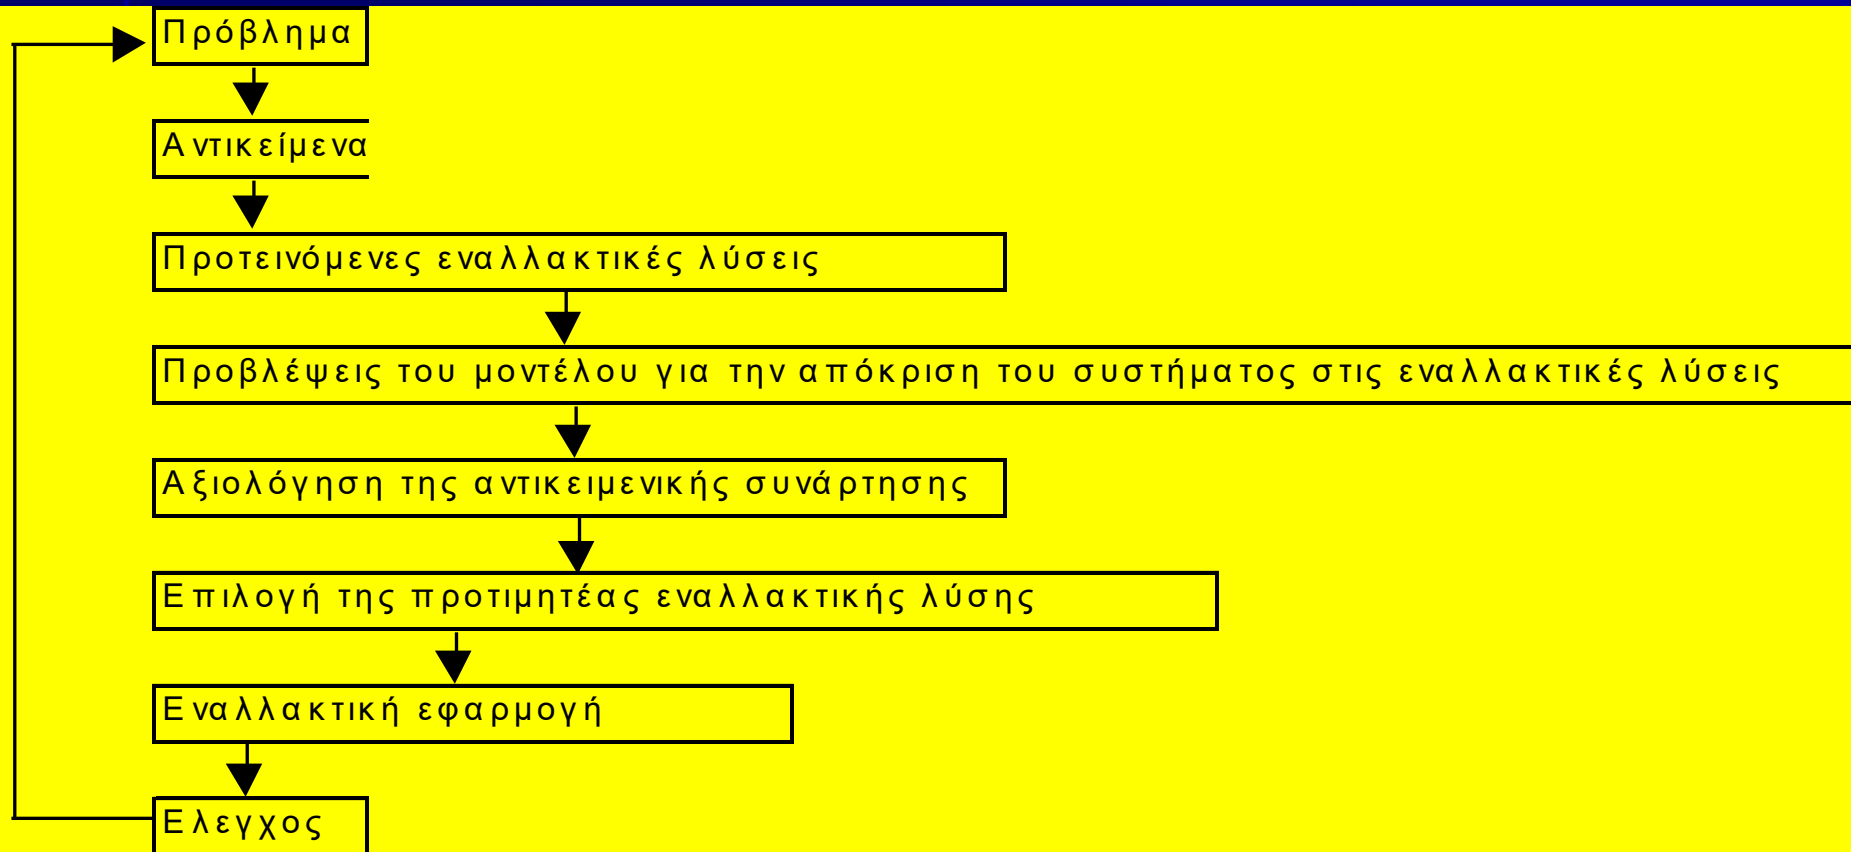 Πρόβλημα
Αντικείμενα
Προτεινόμενες εναλλακτικές λύσεις
Προβλέψεις του μοντέλου για την απόκριση του συστήματος στις εναλλακτικές λύσεις
Αξιολόγηση της αντικειμενικής συνάρτησης
Επιλογή της προτιμητέας εναλλακτικής λύσης
Εναλλακτική εφαρμογή
Ελεγχος